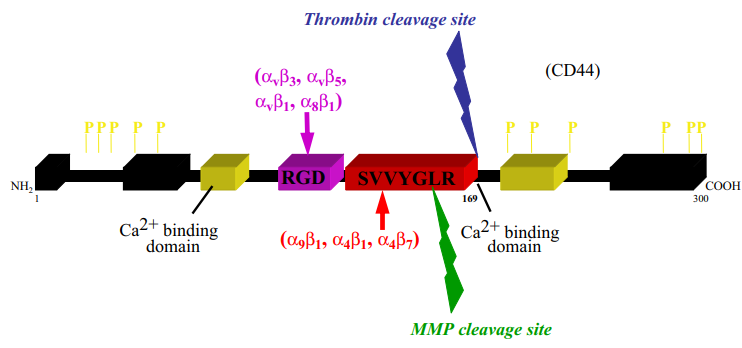 Thrombin cleavage site
(αvβ3, αvβ5,
αvβ1, α8β1)
(CD44)
P P P P P
P P P P P P
NH2
RGD
SVVYGLR
COOH
1
169
300
Ca2+ binding
domain
(α9β1, α4β1, α4β7)
Ca2+ binding
domain
MMP cleavage site